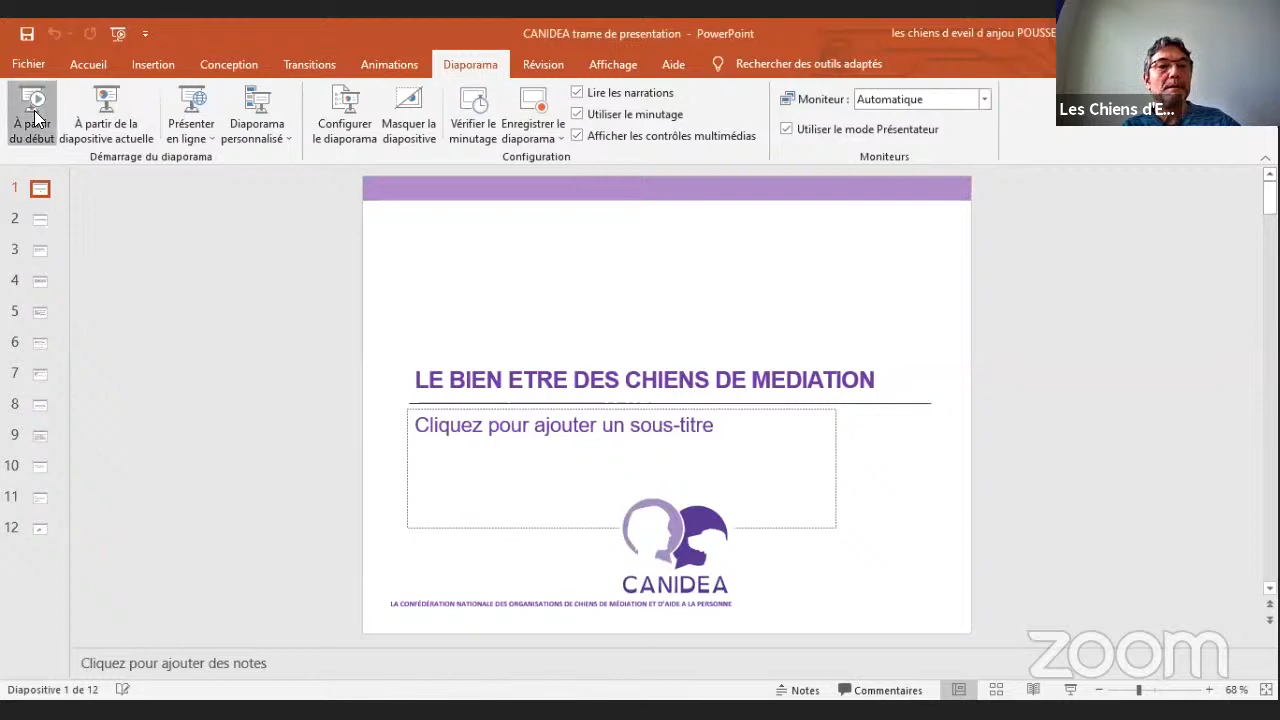 CANIDEA trame de presentation - PowerPoint
les chiens d eveil d anjou POUSSE
Fichier Accueil Insertion Conception Transitions Animations Diaporama Révision Affichage Aide Rechercher des outils adaptés
Les Chiens d'E...
À partir du début
À partir de la diapositive actuelle
Présenter en ligne
Diaporama personnalisé
Démarrage du diaporama
Configurer le diaporama
Masquer la diapositive
Vérifier le minutage
Enregistrer le diaporama
Lire les narrations
Utiliser le minutage
Afficher les contrôles multimédias
Configuration
Moniteur : Automatique
Utiliser le mode Présentateur
Moniteurs
1
2
3
4
5
6
7
8
9
10
11
12
LE BIEN ETRE DES CHIENS DE MEDIATION
Cliquez pour ajouter un sous-titre
CANIDEA
LA CONFÉDÉRATION NATIONALE DES ORGANISATIONS DE CHIENS DE MÉDIATION ET D'AIDE A LA PERSONNE
zoom
Cliquez pour ajouter des notes
Diapositive 1 de 12 Notes Commentaires 68 %